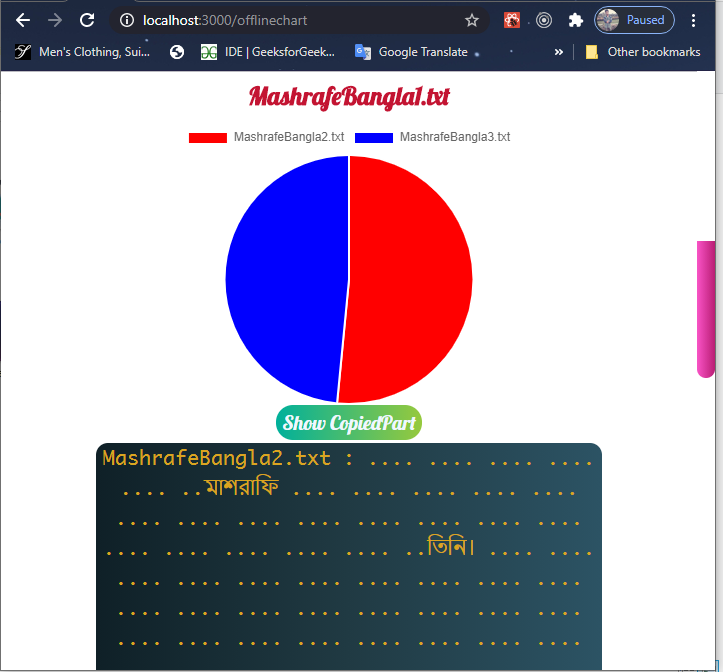 localhost:3000/offlinechart
Paused
Men's Clothing, Sui...
IDE | GeeksforGeek...
Google Translate
»
Other bookmarks
MashrafeBangla1.txt
MashrafeBangla2.txt MashrafeBangla3.txt
Show CopiedPart
MashrafeBangla2.txt : .... .... .... ....
.... ..মাশরাফি .... .... .... .... ....
.... .... .... .... .... .... .... ....
.... .... .... .... .... ..তিনি। .... ....
.... .... .... .... .... .... .... ....
.... .... .... .... .... .... .... ....
.... .... .... .... .... .... .... ....